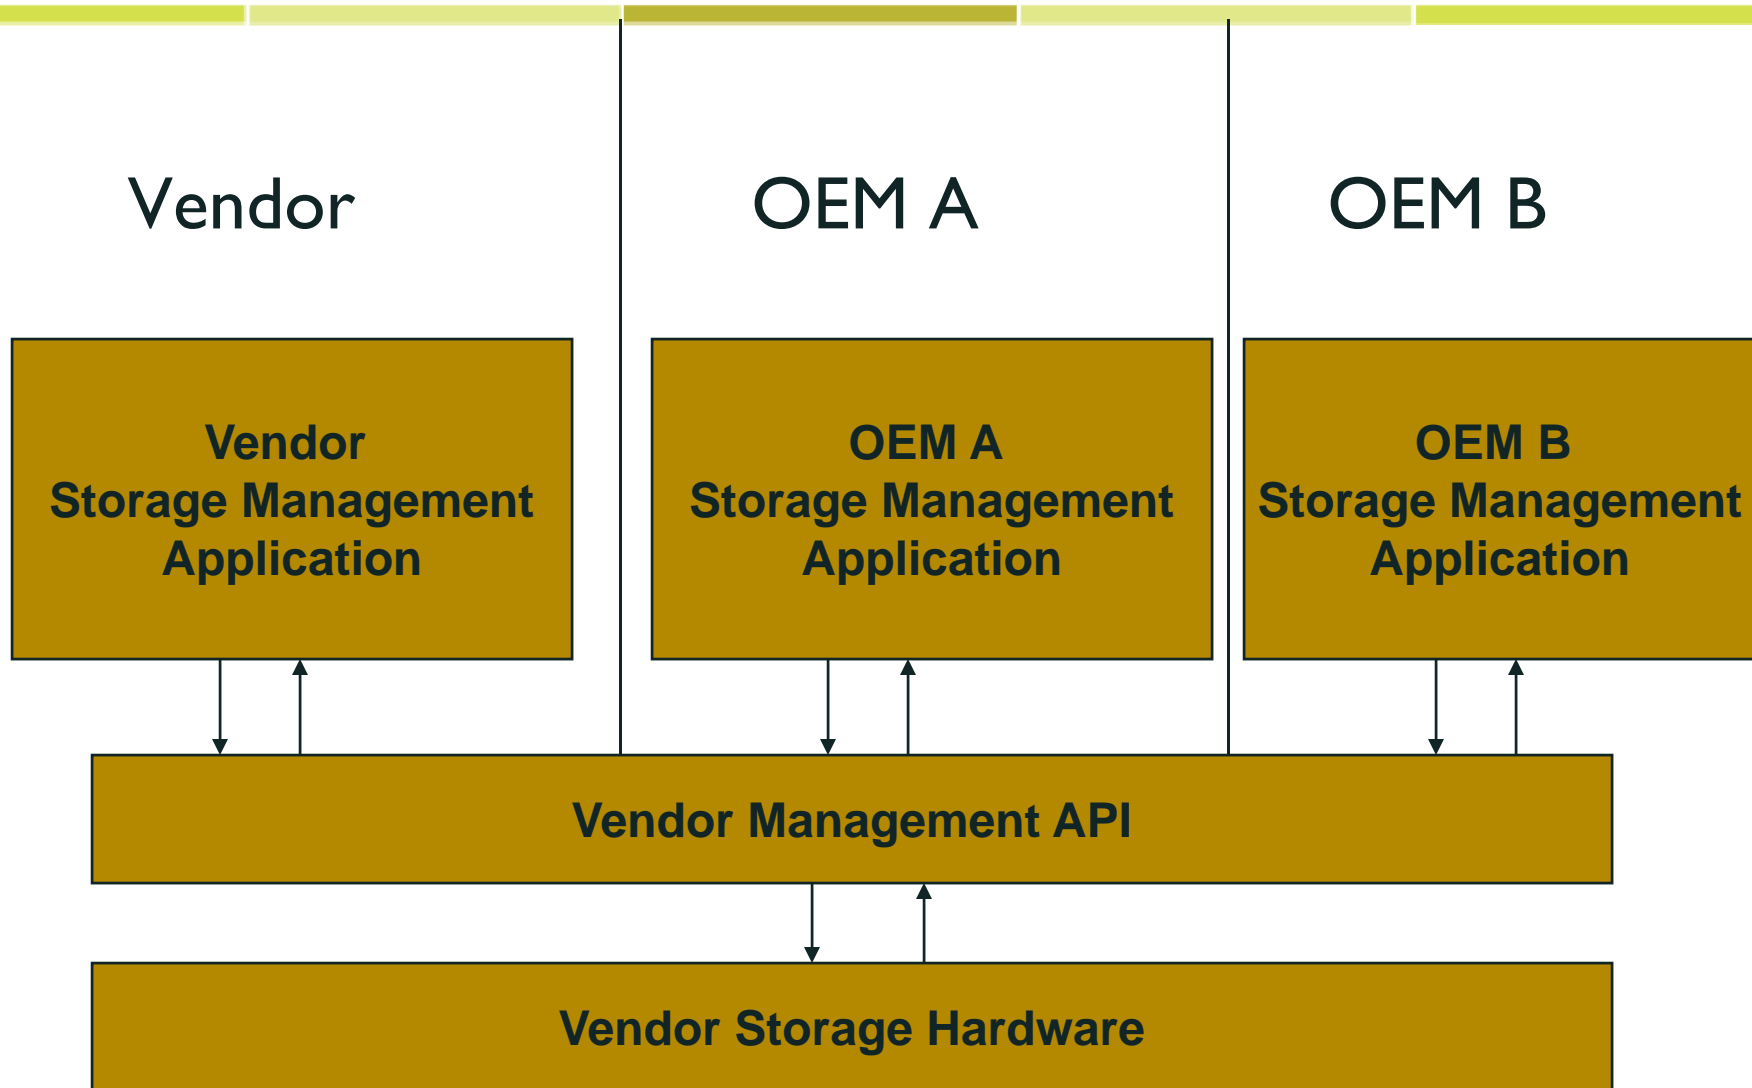 Vendor
OEM A
OEM B
Vendor
Storage Management
Application
OEM A
Storage Management
Application
OEM B
Storage Management
Application
Vendor Management API
Vendor Storage Hardware